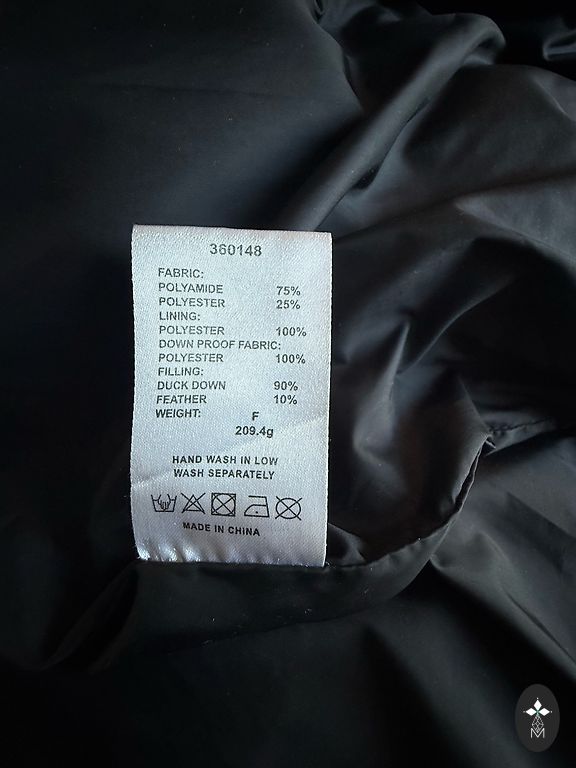 360148
FABRIC:
POLYAMIDE 75%
POLYESTER 25%
LINING:
POLYESTER 100%
DOWN PROOF FABRIC:
POLYESTER 100%
FILLING:
DUCK DOWN 90%
FEATHER 10%
WEIGHT: F
209.4g
HAND WASH IN LOW
WASH SEPARATELY
MADE IN CHINA
M